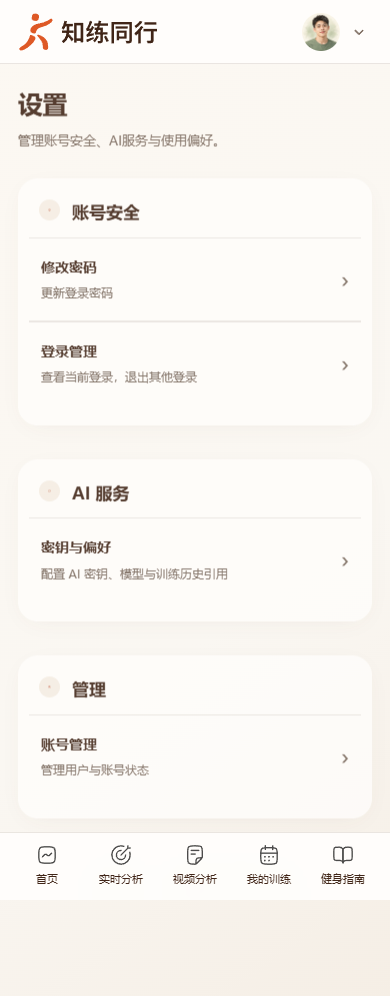 知练同行
设置
管理账号安全、AI服务与使用偏好。
账号安全
修改密码
更新登录密码
登录管理
查看当前登录，退出其他登录
AI 服务
密钥与偏好
配置 AI 密钥、模型与训练历史引用
管理
账号管理
管理用户与账号状态
首页
实时分析
视频分析
我的训练
健身指南